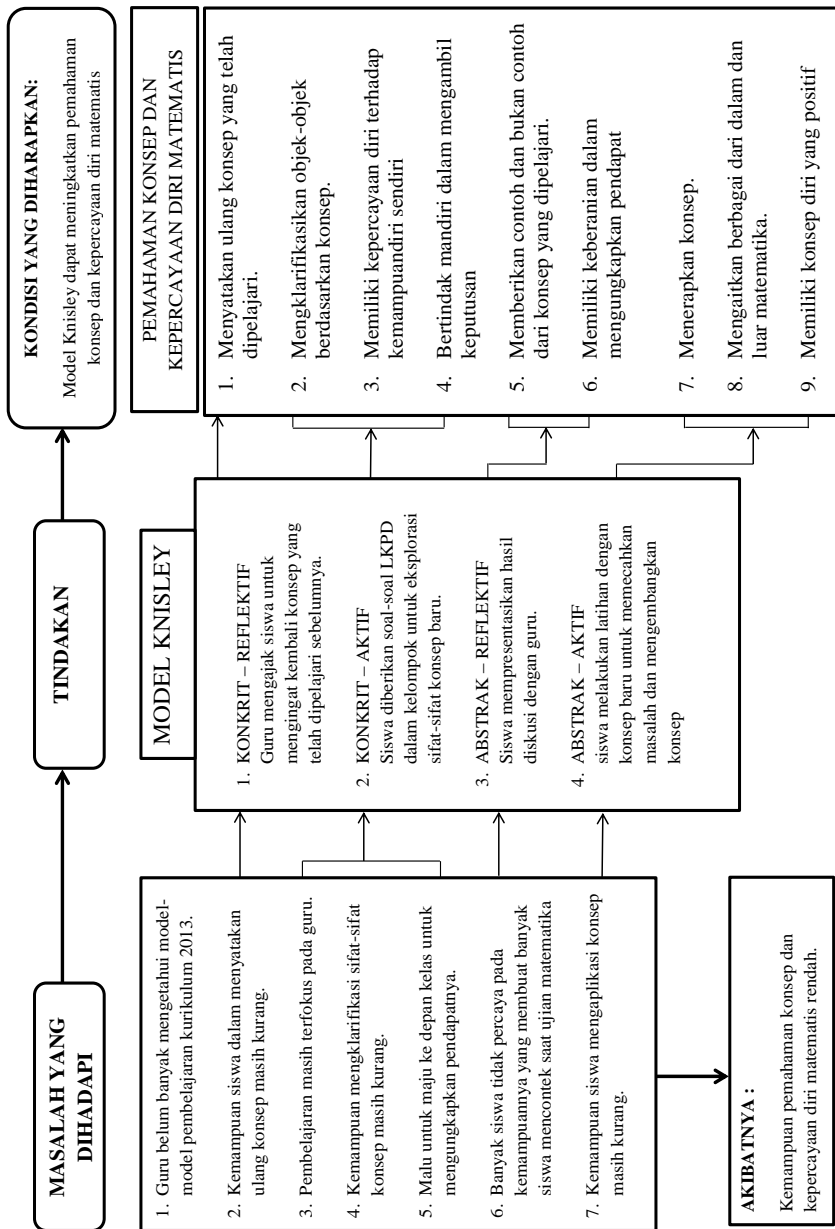 MASALAH YANG
DIHADAPI
TINDAKAN
KONDISI YANG DIHARAPKAN:
Model Knisley dapat meningkatkan pemahaman
konsep dan kepercayaan diri matematis
1. Guru belum banyak mengetahui model-
model pembelajaran kurikulum 2013.
2. Kemampuan siswa dalam menyatakan
ulang konsep masih kurang.
3. Pembelajaran masih terfokus pada guru.
4. Kemampuan mengklarifikasi sifat-sifat
konsep masih kurang.
5. Malu untuk maju ke depan kelas untuk
mengungkapkan pendapatnya.
6. Banyak siswa tidak percaya pada
kemampuannya yang membuat banyak
siswa mencontek saat ujian matematika
7. Kemampuan siswa mengaplikasi konsep
masih kurang.
MODEL KNISLEY
1. KONKRIT – REFLEKTIF
Guru mengajak siswa untuk
mengingat kembali konsep yang
telah dipelajari sebelumnya.
2. KONKRIT – AKTIF
Siswa diberikan soal-soal LKPD
dalam kelompok untuk eksplorasi
sifat-sifat konsep baru.
3. ABSTRAK – REFLEKTIF
Siswa mempresentasikan hasil
diskusi dengan guru.
4. ABSTRAK – AKTIF
siswa melakukan latihan dengan
konsep baru untuk memecahkan
masalah dan mengembangkan
konsep
PEMAHAMAN KONSEP DAN
KEPERCAYAAN DIRI MATEMATIS
1. Menyatakan ulang konsep yang telah
dipelajari.
2. Mengklarifikasikan objek-objek
berdasarkan konsep.
3. Memiliki kepercayaan diri terhadap
kemampuandiri sendiri
4. Bertindak mandiri dalam mengambil
keputusan
5. Memberikan contoh dan bukan contoh
dari konsep yang dipelajari.
6. Memiliki keberanian dalam
mengungkapkan pendapat
7. Menerapkan konsep.
8. Mengaitkan berbagai dari dalam dan
luar matematika.
9. Memiliki konsep diri yang positif
AKIBATNYA :
Kemampuan pemahaman konsep dan
kepercayaan diri matematis rendah.